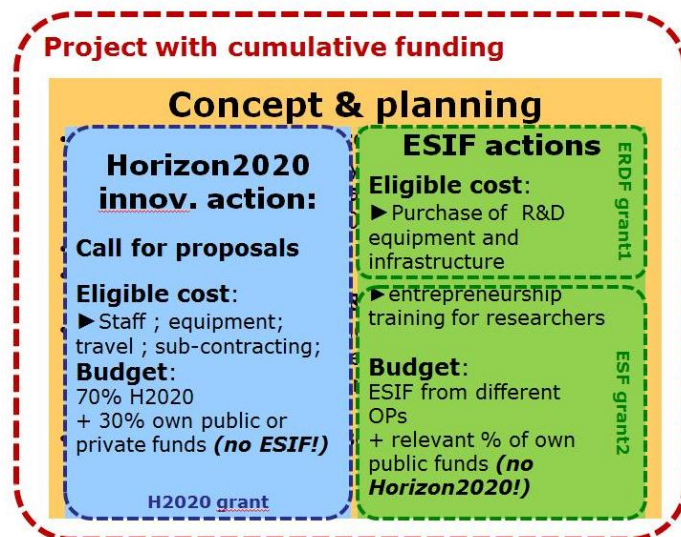 Project with cumulative funding
Concept & planning
Horizon2020
innov. action:
Call for proposals
Eligible cost:
►Staff ; equipment;
travel ; sub-contracting;
Budget:
70% H2020
+ 30% own public or
private funds (no ESIF!)
H2020 grant
ESIF actions
Eligible cost:
►Purchase of R&D
equipment and
infrastructure
ERDF grant1
►entrepreneurship
training for researchers
Budget:
ESIF from different
OPs
+ relevant % of own
public funds (no
Horizon2020!)
ESF grant2